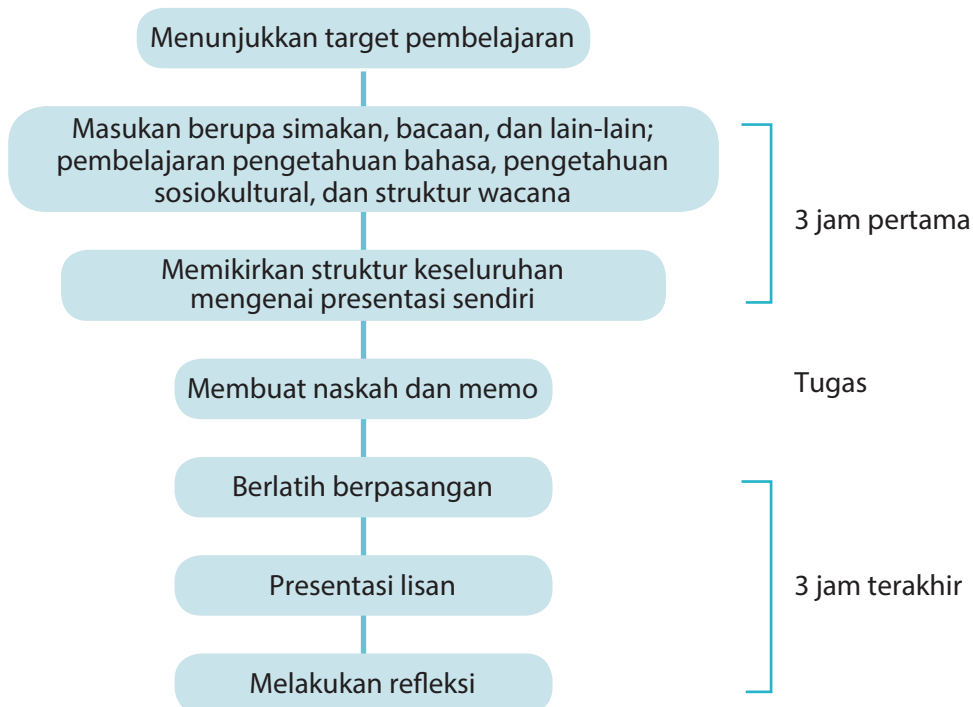 Menunjukkan target pembelajaran
Masukan berupa simakan, bacaan, dan lain-lain;
pembelajaran pengetahuan bahasa, pengetahuan
sosiokultural, dan struktur wacana
3 jam pertama
Memikirkan struktur keseluruhan
mengenai presentasi sendiri
Membuat naskah dan memo
Tugas
Berlatih berpasangan
Presentasi lisan
3 jam terakhir
Melakukan refleksi